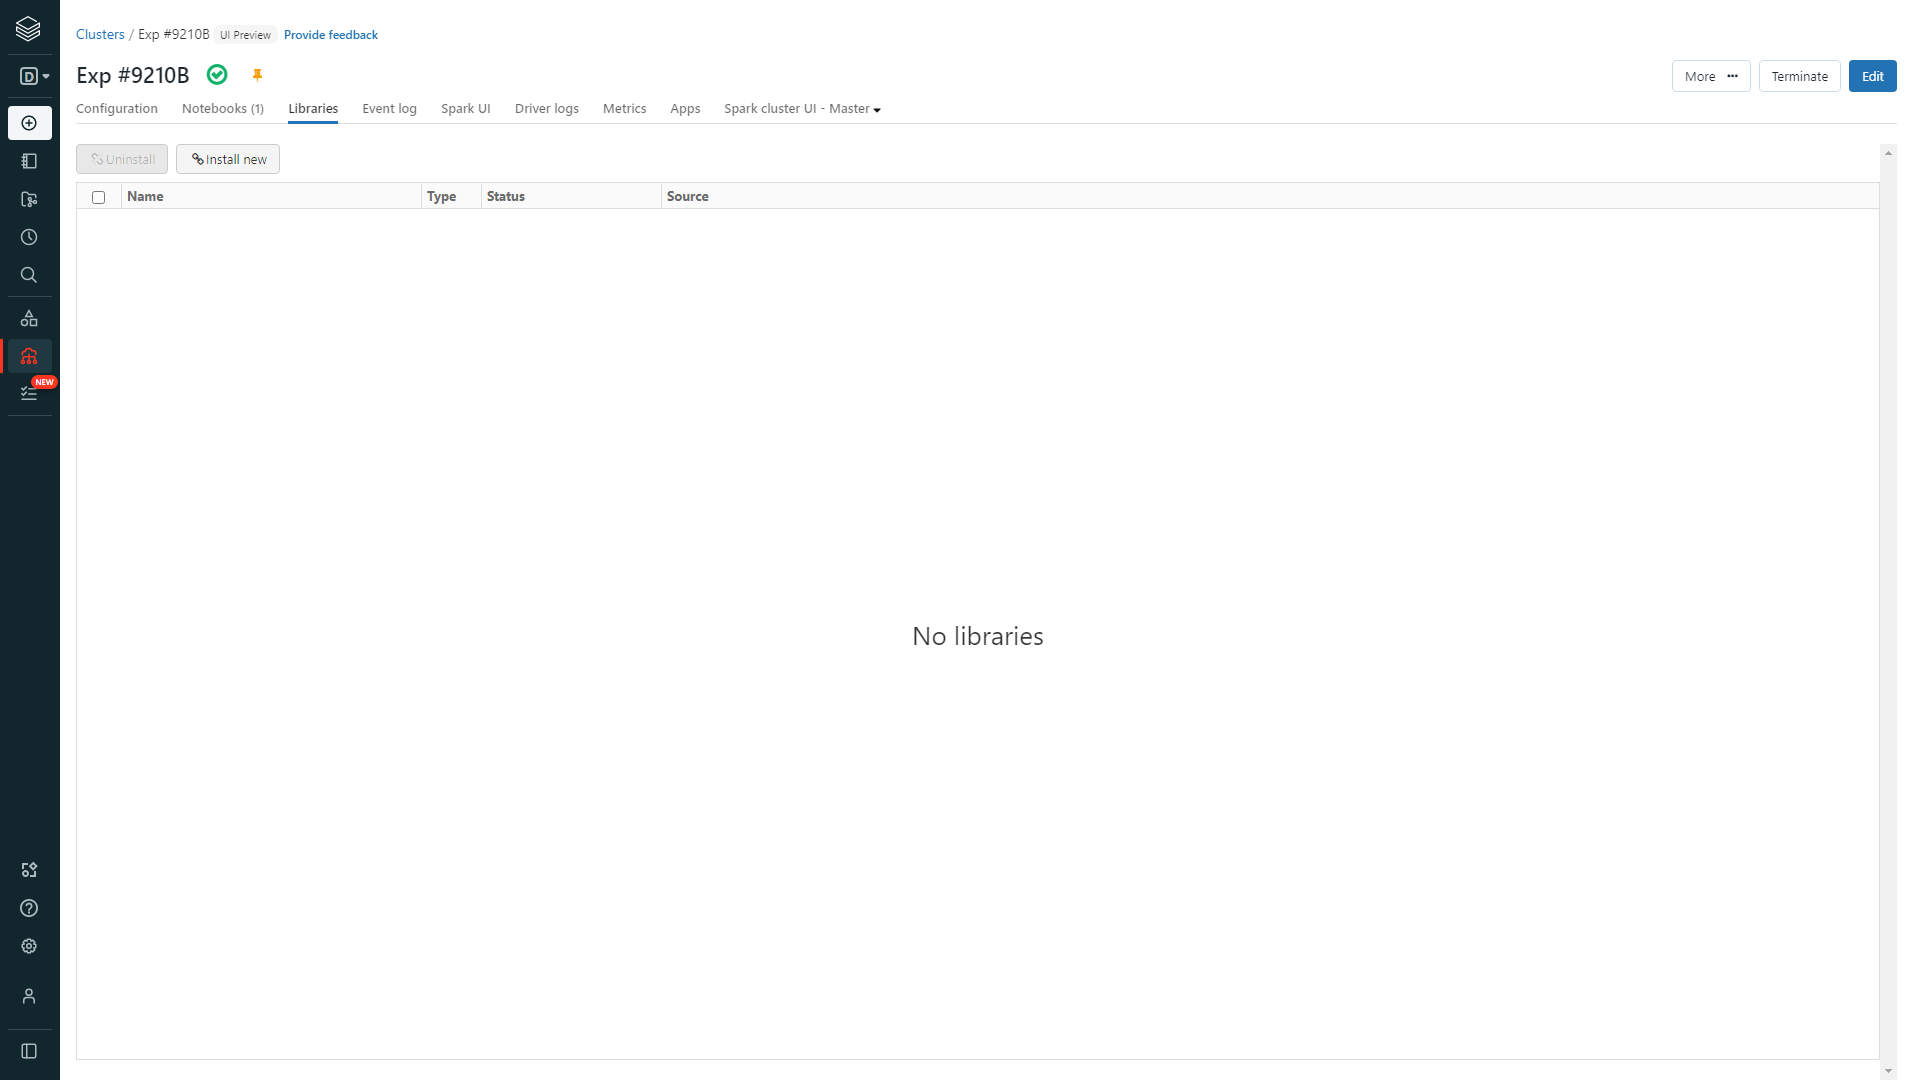 Clusters / Exp #9210B UI Preview Provide feedback
Exp #9210B
More ••• Terminate Edit
D
Configuration Notebooks (1) Libraries Event log Spark UI Driver logs Metrics Apps Spark cluster UI - Master
Uninstall Install new
Name Type Status Source
NEW
No libraries